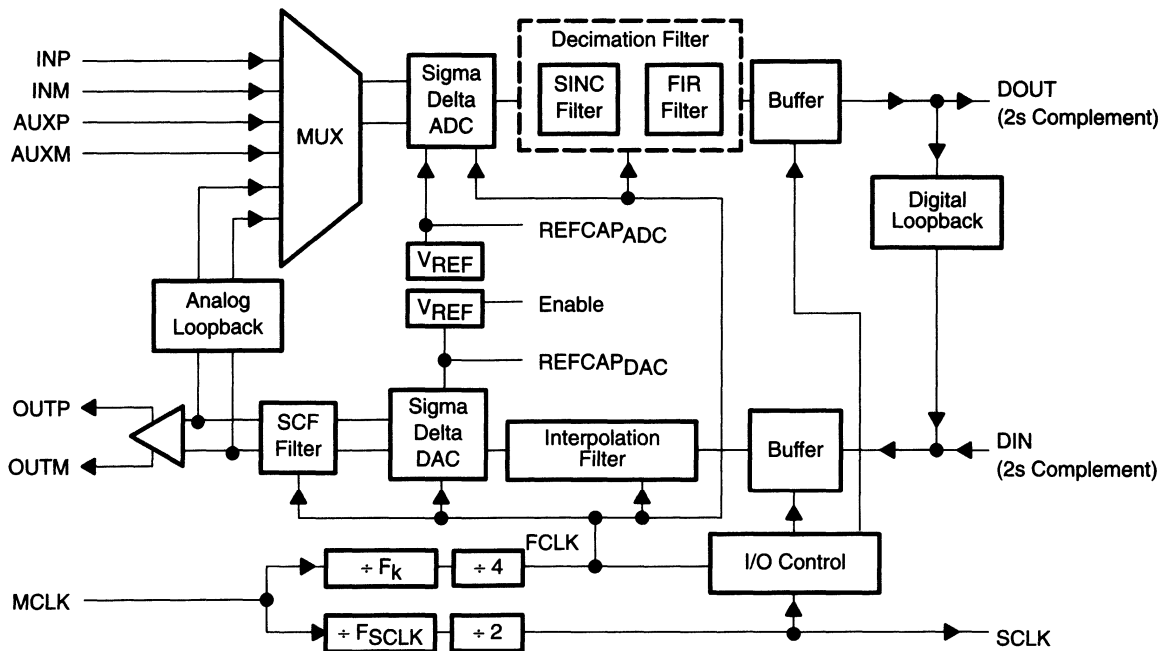 INP
INM
AUXP
AUXM
MUX
Sigma
Delta
ADC
Decimation Filter
SINC
Filter
FIR
Filter
Buffer
DOUT
(2s Complement)
Digital
Loopback
REFCAPADC
VREF
VREF
Enable
REFCAPDAC
Analog
Loopback
OUTP
OUTM
SCF
Filter
Sigma
Delta
DAC
Interpolation
Filter
Buffer
DIN
(2s Complement)
FCLK
MCLK
÷ Fk
÷ 4
I/O Control
÷ FSCLK
÷ 2
SCLK